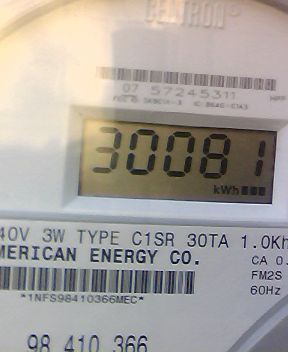 CENTRON®
07 57245311
30081
kWh
40V 3W TYPE C1SR 30TA 1.0Kh
MERICAN ENERGY CO.
CA 0.
FM2S
60Hz
*1NFS98410366MEC*
98 410 366